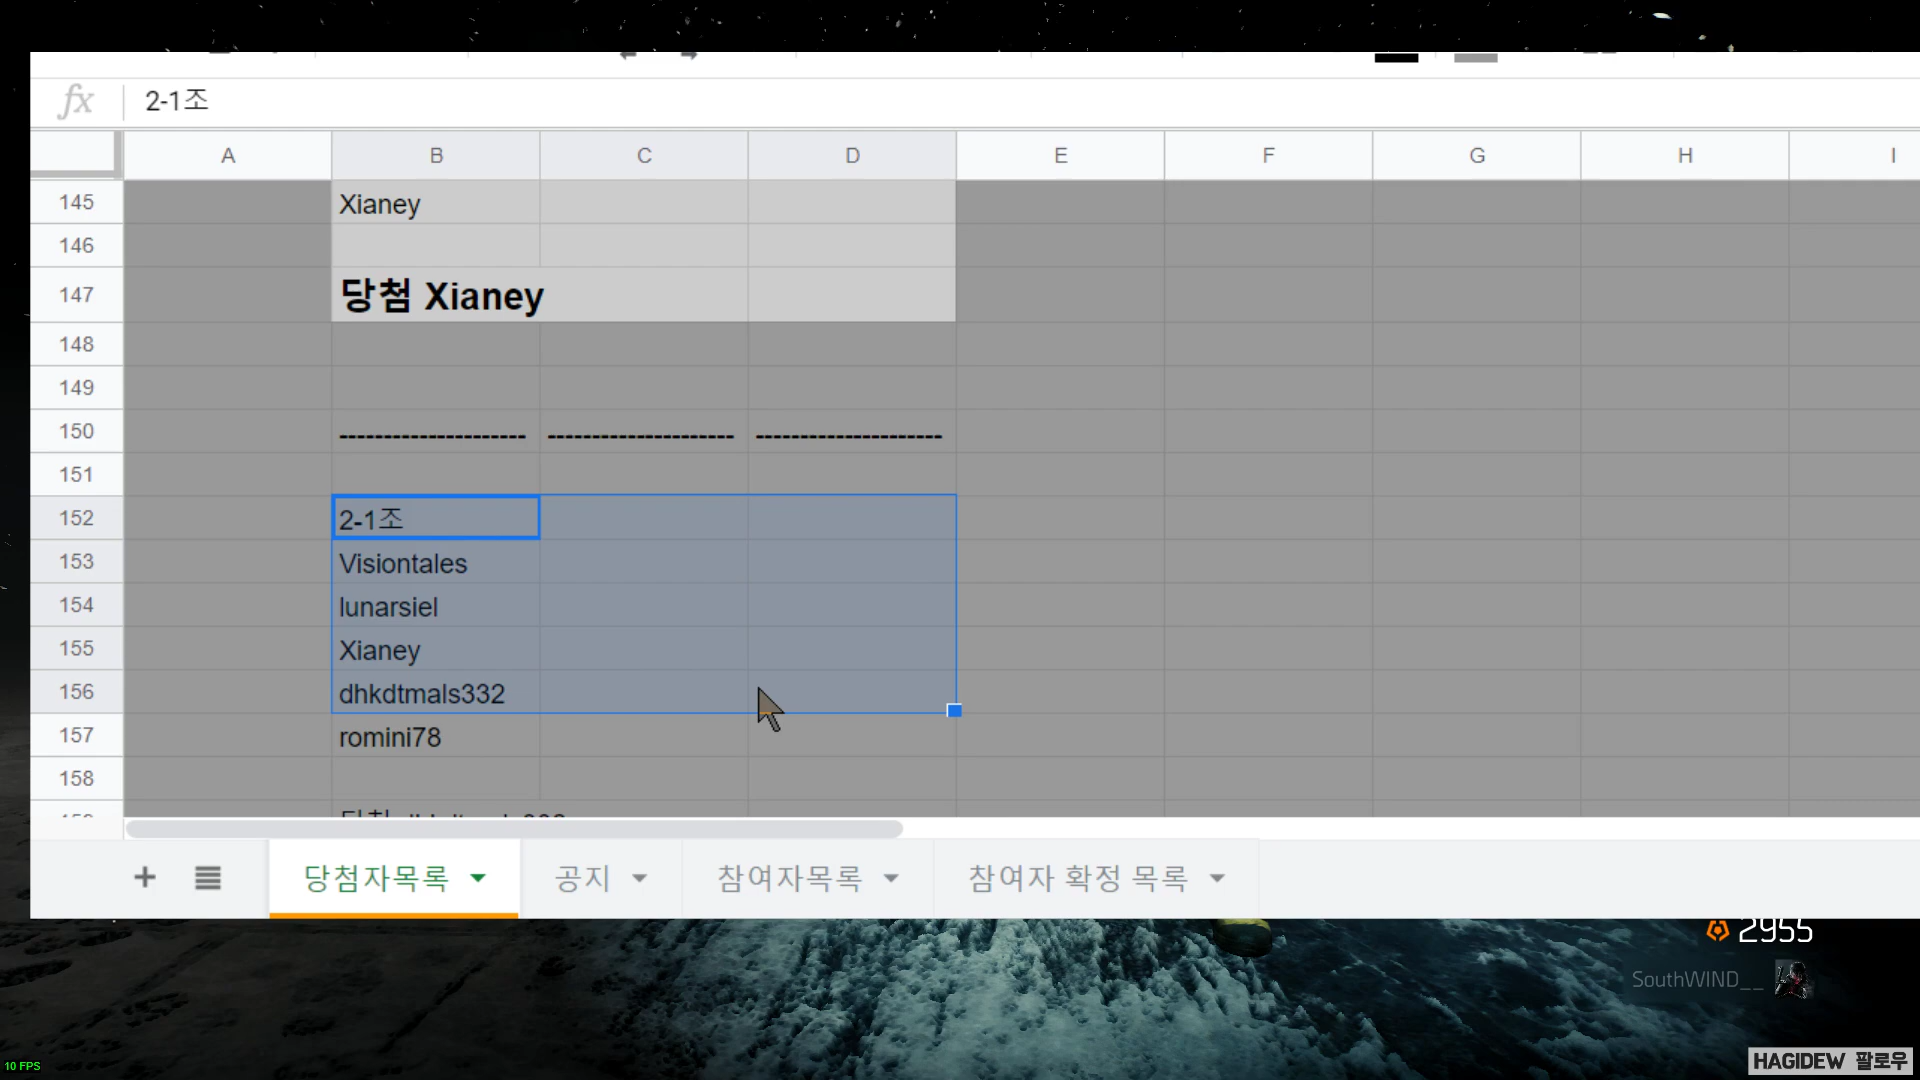 fx 2-1조
A B C D E F G H I
145 Xianey
146
147 당첨 Xianey
148
149
150 --------------------- --------------------- ---------------------
151
152 2-1조
153 Visiontales
154 lunarsiel
155 Xianey
156 dhkdtmals332
157 romini78
158
당첨자목록 공지 참여자목록 참여자 확정 목록
2955
SouthWIND__
10 FPS
HAGIDEW 팔로우